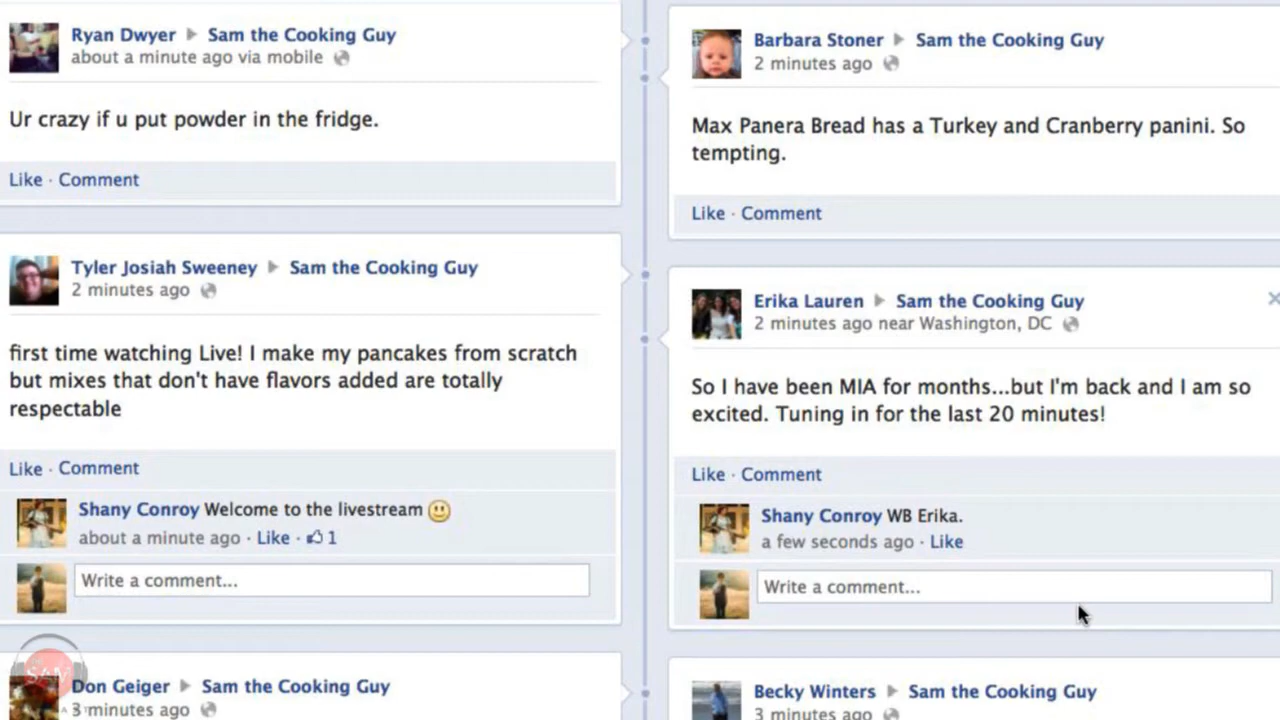 Ryan Dwyer ▶ Sam the Cooking Guy
about a minute ago via mobile
Ur crazy if u put powder in the fridge.
Like · Comment
Tyler Josiah Sweeney ▶ Sam the Cooking Guy
2 minutes ago
first time watching Live! I make my pancakes from scratch
but mixes that don't have flavors added are totally
respectable
Like · Comment
Shany Conroy Welcome to the livestream
about a minute ago · Like · 1
Write a comment...
SAM
Don Geiger ▶ Sam the Cooking Guy
3 minutes ago
Barbara Stoner ▶ Sam the Cooking Guy
2 minutes ago
Max Panera Bread has a Turkey and Cranberry panini. So
tempting.
Like · Comment
Erika Lauren ▶ Sam the Cooking Guy
2 minutes ago near Washington, DC
So I have been MIA for months...but I'm back and I am so
excited. Tuning in for the last 20 minutes!
Like · Comment
Shany Conroy WB Erika.
a few seconds ago · Like
Write a comment...
Becky Winters ▶ Sam the Cooking Guy
3 minutes ago